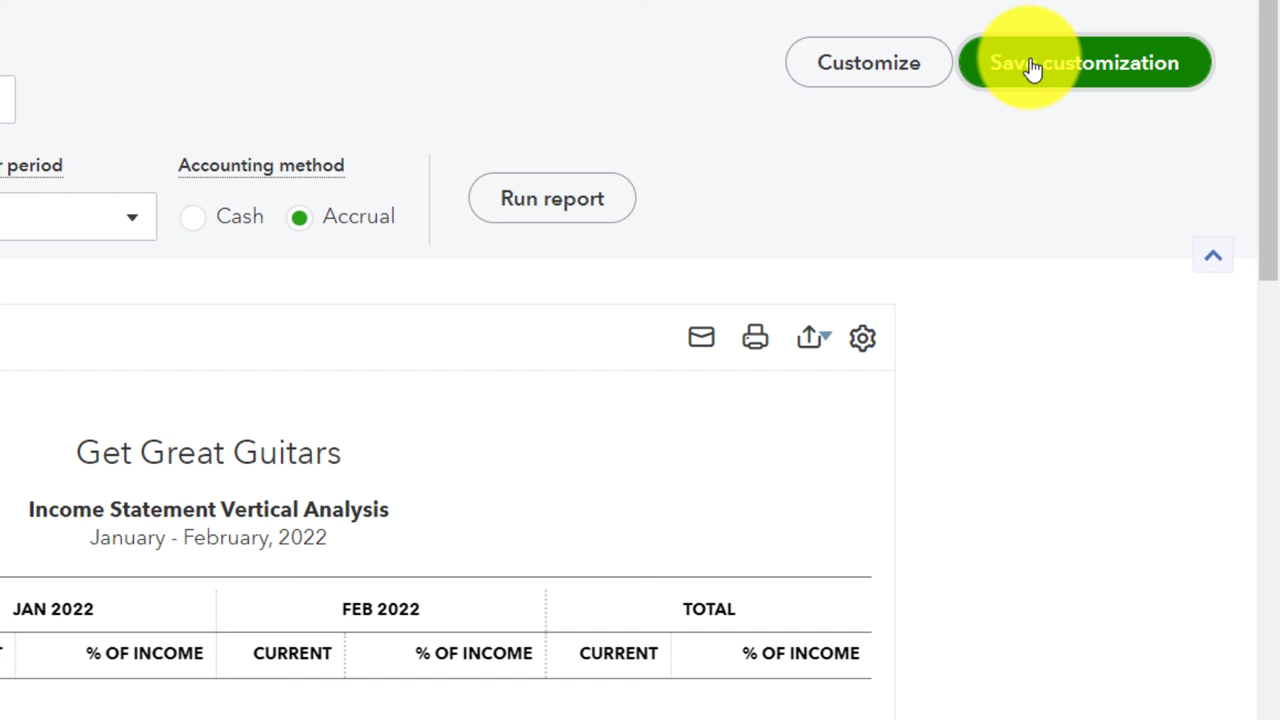 Customize
Save customization
r period
Accounting method
Cash
Accrual
Run report
Get Great Guitars
Income Statement Vertical Analysis
January - February, 2022
JAN 2022
FEB 2022
TOTAL
% OF INCOME
CURRENT
% OF INCOME
CURRENT
% OF INCOME